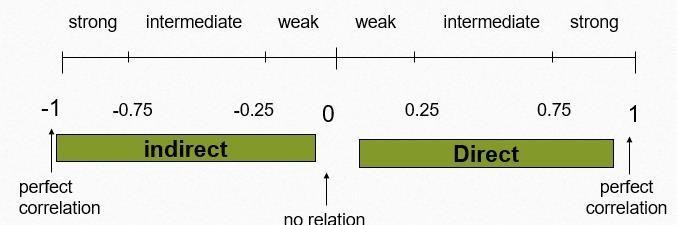 strong intermediate weak weak intermediate strong
-1 -0.75 -0.25 0 0.25 0.75 1
indirect Direct
perfect
correlation
perfect
correlation
no relation